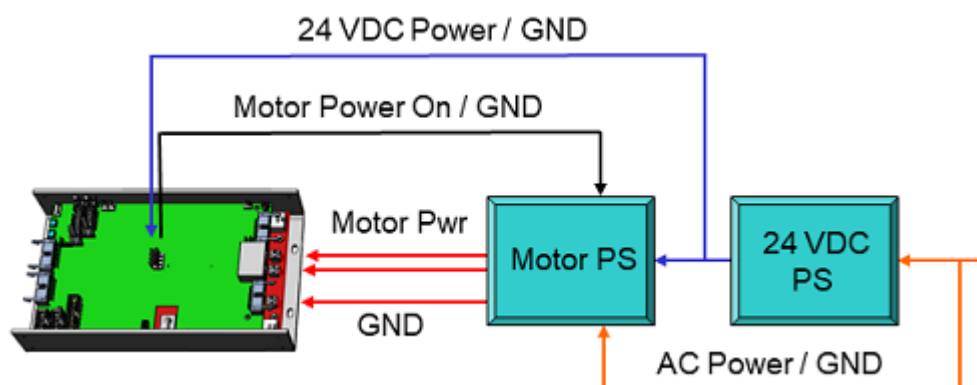 24 VDC Power / GND
Motor Power On / GND
Motor Pwr
Motor PS
24 VDC
PS
GND
AC Power / GND